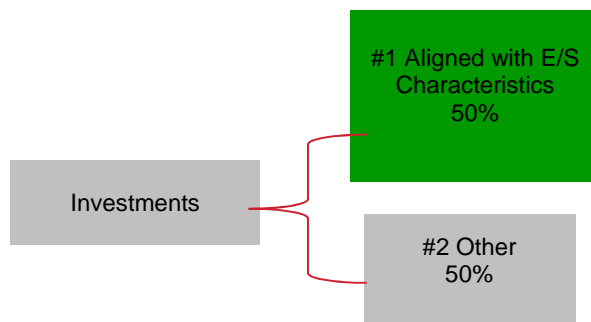 #1 Aligned with E/S
Characteristics
50%
Investments
#2 Other
50%